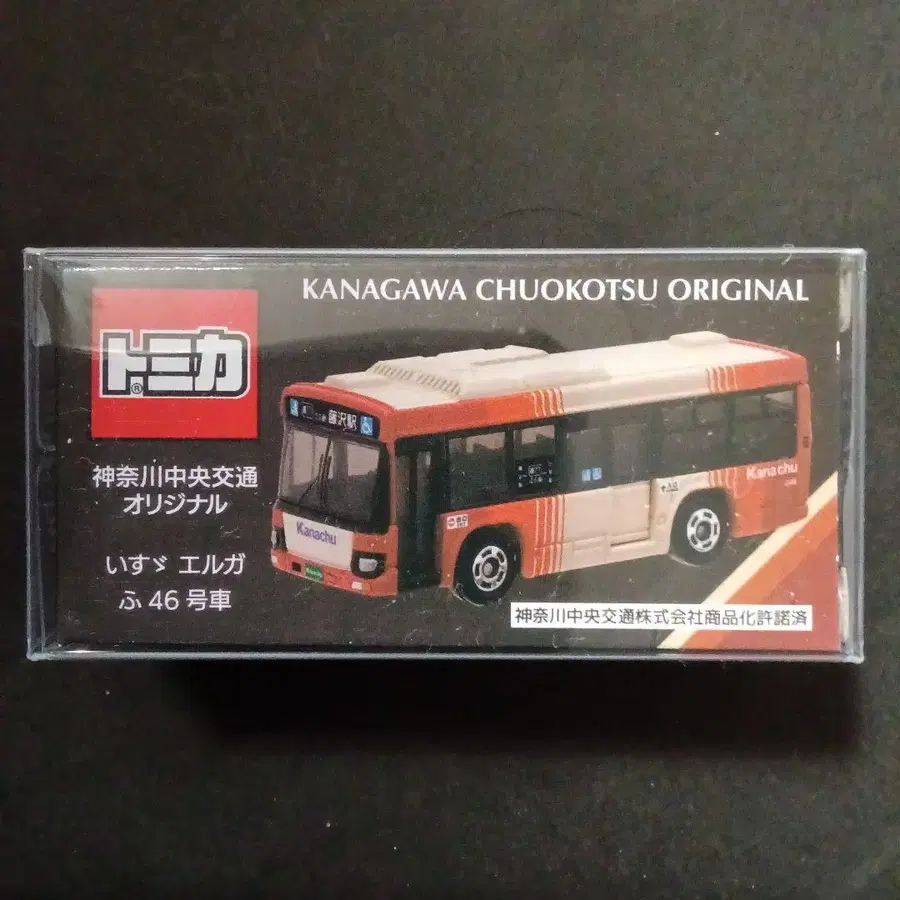 KANAGAWA CHUOKOTSU ORIGINAL
トミカ
®
神奈川中央交通
オリジナル
いすゞ エルガ
ふ 46 号車
藤沢駅
Kanachu
Kanachu
神奈川中央交通株式会社商品化許諾済